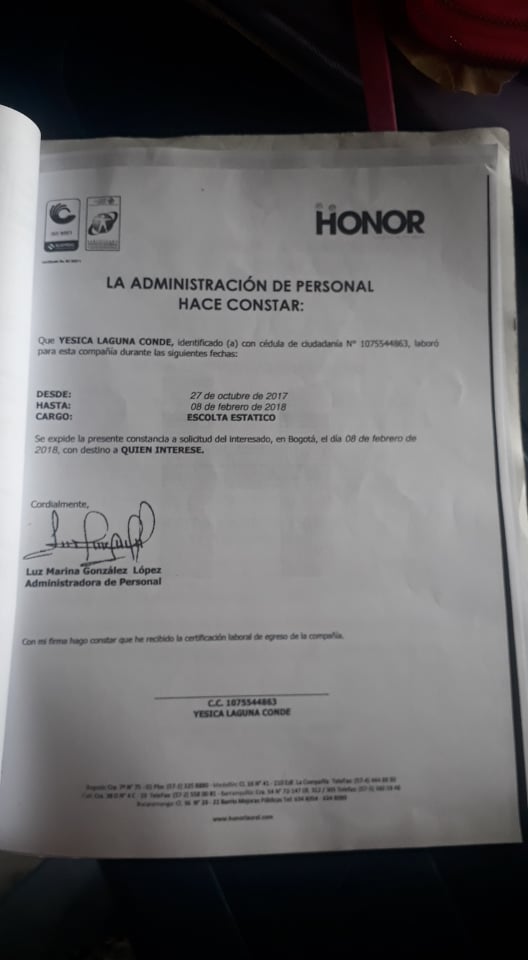 ISO 9001
HONOR
LA ADMINISTRACIÓN DE PERSONAL
HACE CONSTAR:
Que YESICA LAGUNA CONDE, identificado (a) con cédula de ciudadanía N° 1075544863, laboró
para esta compañía durante las siguientes fechas:
DESDE: 27 de octubre de 2017
HASTA: 08 de febrero de 2018
CARGO: ESCOLTA ESTATICO
Se expide la presente constancia a solicitud del interesado, en Bogotá, el día 08 de febrero de
2018, con destino a QUIEN INTERESE.
Cordialmente,
Luz Marina González López
Administradora de Personal
Con mi firma hago constar que he recibido la certificación laboral de egreso de la compañía.
C.C. 1075544863
YESICA LAGUNA CONDE